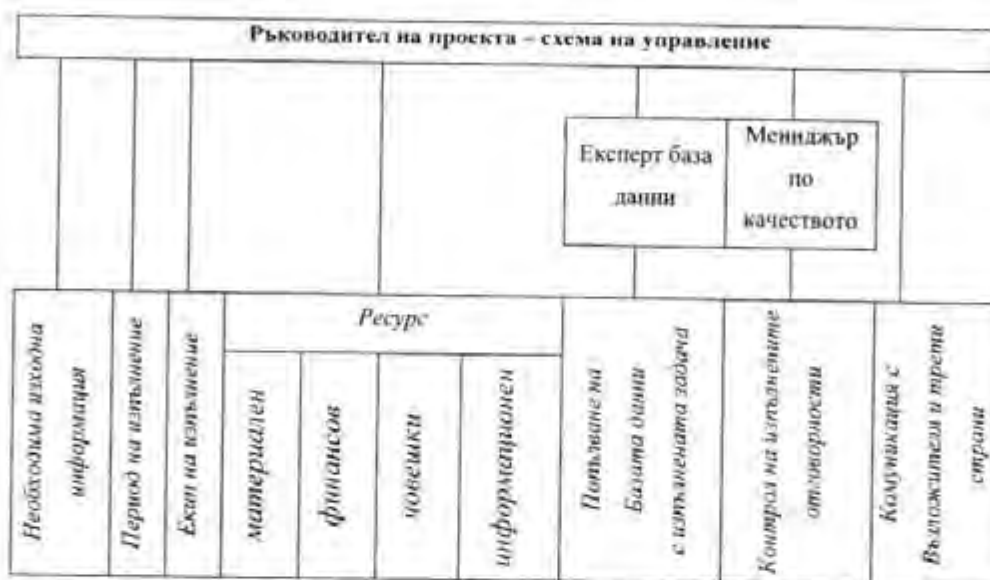 Ръководител на проекта – схема на управление
Експерт база
данни
Мениджър
по
качеството
Необходима изходна
информация
Период на изпълнение
Екип на изпълнение
Ресурс
материален
финансов
човешки
информационен
Попълване на
Базата данни
с изпълнената задача
Контрол на изпълнените
отговорности
Комуникация с
Възложители и трети
страни